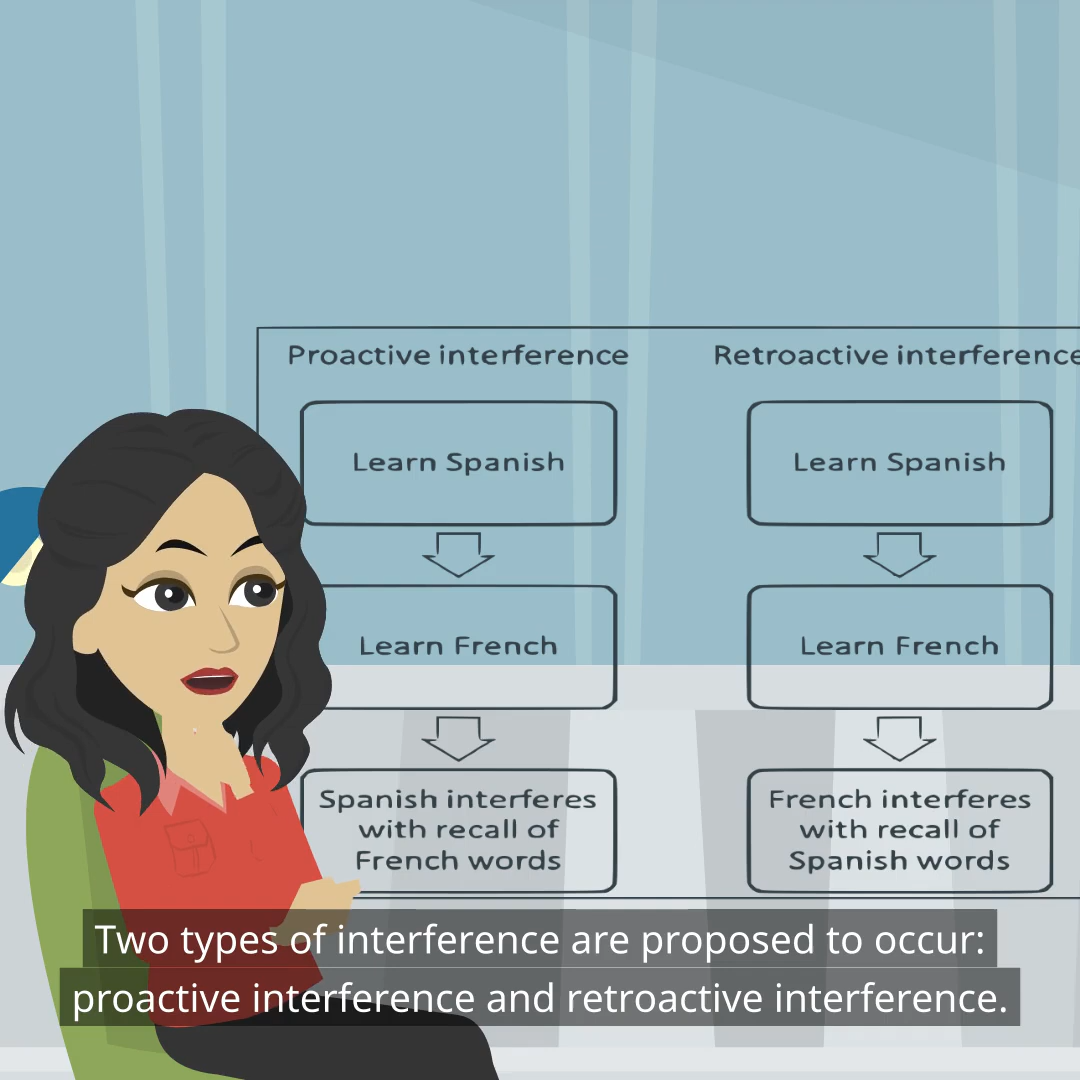 Proactive interference
Learn Spanish
Learn French
Spanish interferes
with recall of
French words
Retroactive interference
Learn Spanish
Learn French
French interferes
with recall of
Spanish words
Two types of interference are proposed to occur:
proactive interference and retroactive interference.